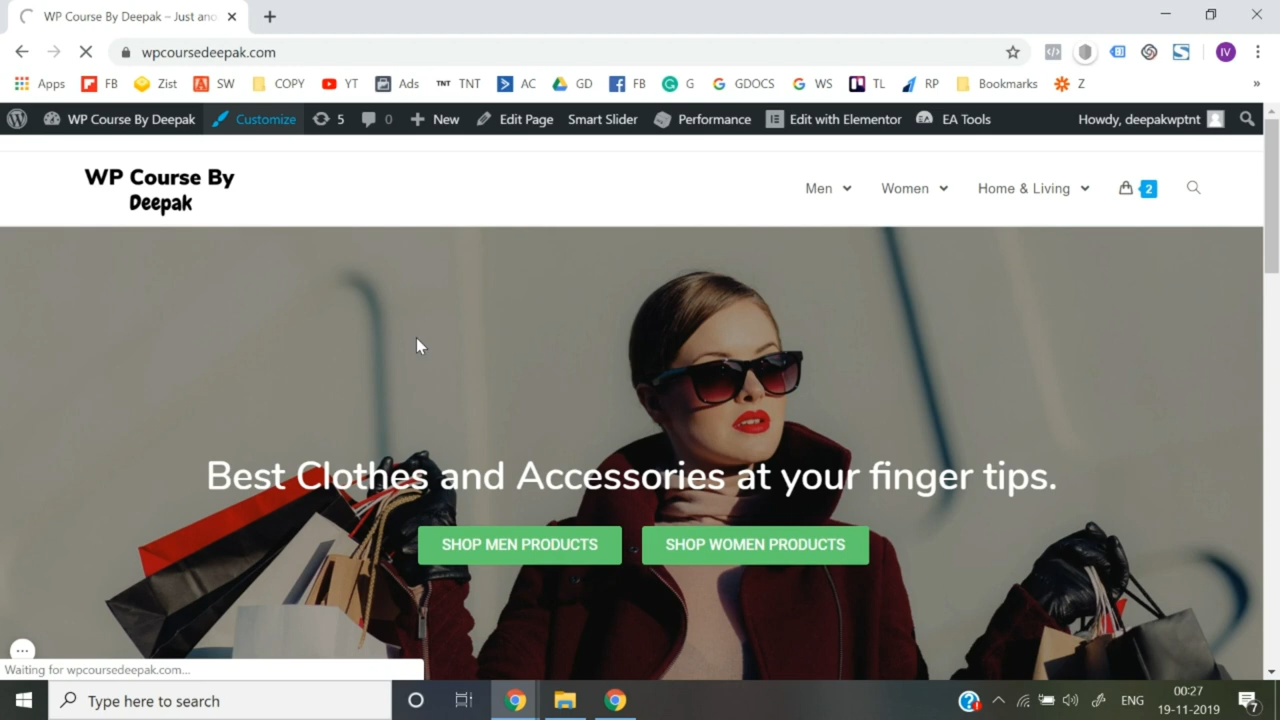 WP Course By Deepak – Just ano
wpcoursedeepak.com
IV
Apps FB Zist SW COPY YT Ads TNT TNT AC GD FB G GDOCS WS TL RP Bookmarks Z »
WP Course By Deepak Customize 5 0 New Edit Page Smart Slider Performance Edit with Elementor EA EA Tools Howdy, deepakwptnt
WP Course By
Deepak
Men Women Home & Living 2
Best Clothes and Accessories at your finger tips.
SHOP MEN PRODUCTS SHOP WOMEN PRODUCTS
Waiting for wpcoursedeepak.com...
Type here to search
ENG
00:27
19-11-2019
7